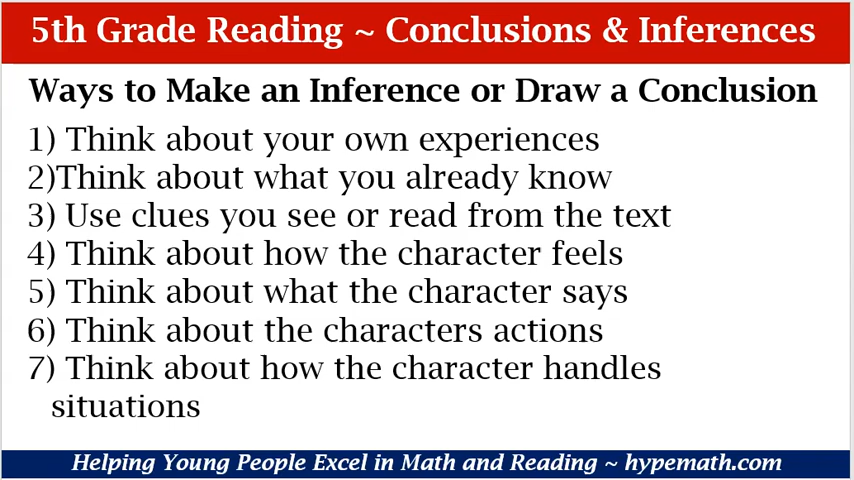 5th Grade Reading ~ Conclusions & Inferences
Ways to Make an Inference or Draw a Conclusion
1) Think about your own experiences
2)Think about what you already know
3) Use clues you see or read from the text
4) Think about how the character feels
5) Think about what the character says
6) Think about the characters actions
7) Think about how the character handles
situations
Helping Young People Excel in Math and Reading ~ hypemath.com